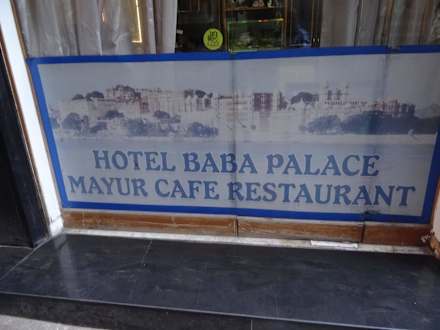 HOTEL BABA PALACE
MAYUR CAFE RESTAURANT